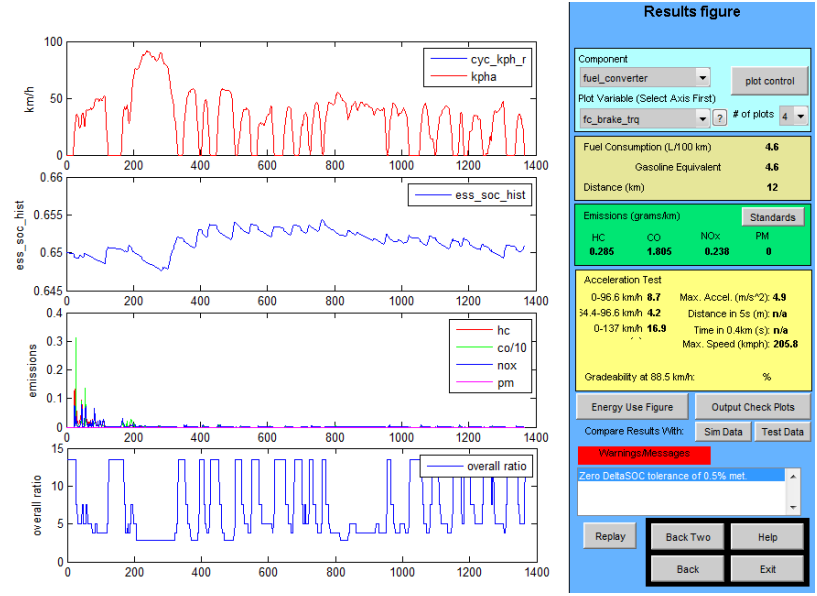 Results figure
100
50
0
km/h
cyc_kph_r
kpha
0 200 400 600 800 1000 1200 1400
0.66
0.655
0.65
0.645
ess_soc_hist
ess_soc_hist
0 200 400 600 800 1000 1200 1400
0.4
0.3
0.2
0.1
0
emissions
hc
co/10
nox
pm
0 200 400 600 800 1000 1200 1400
15
10
5
0
overall ratio
overall ratio
0 200 400 600 800 1000 1200 1400
Component
fuel_converter
plot control
Plot Variable (Select Axis First)
fc_brake_trq ? # of plots 4
Fuel Consumption (L/100 km) 4.6
Gasoline Equivalent 4.6
Distance (km) 12
Emissions (grams/km) Standards
HC CO NOx PM
0.285 1.805 0.238 0
Acceleration Test
0-96.6 km/h 8.7 Max. Accel. (m/s^2): 4.9
64.4-96.6 km/h 4.2 Distance in 5s (m): n/a
0-137 km/h 16.9 Time in 0.4km (s): n/a
Max. Speed (kmph): 205.8
Gradeability at 88.5 km/h: %
Energy Use Figure Output Check Plots
Compare Results With: Sim Data Test Data
Warnings/Messages
Zero DeltaSOC tolerance of 0.5% met.
Replay Back Two Help
Back Exit